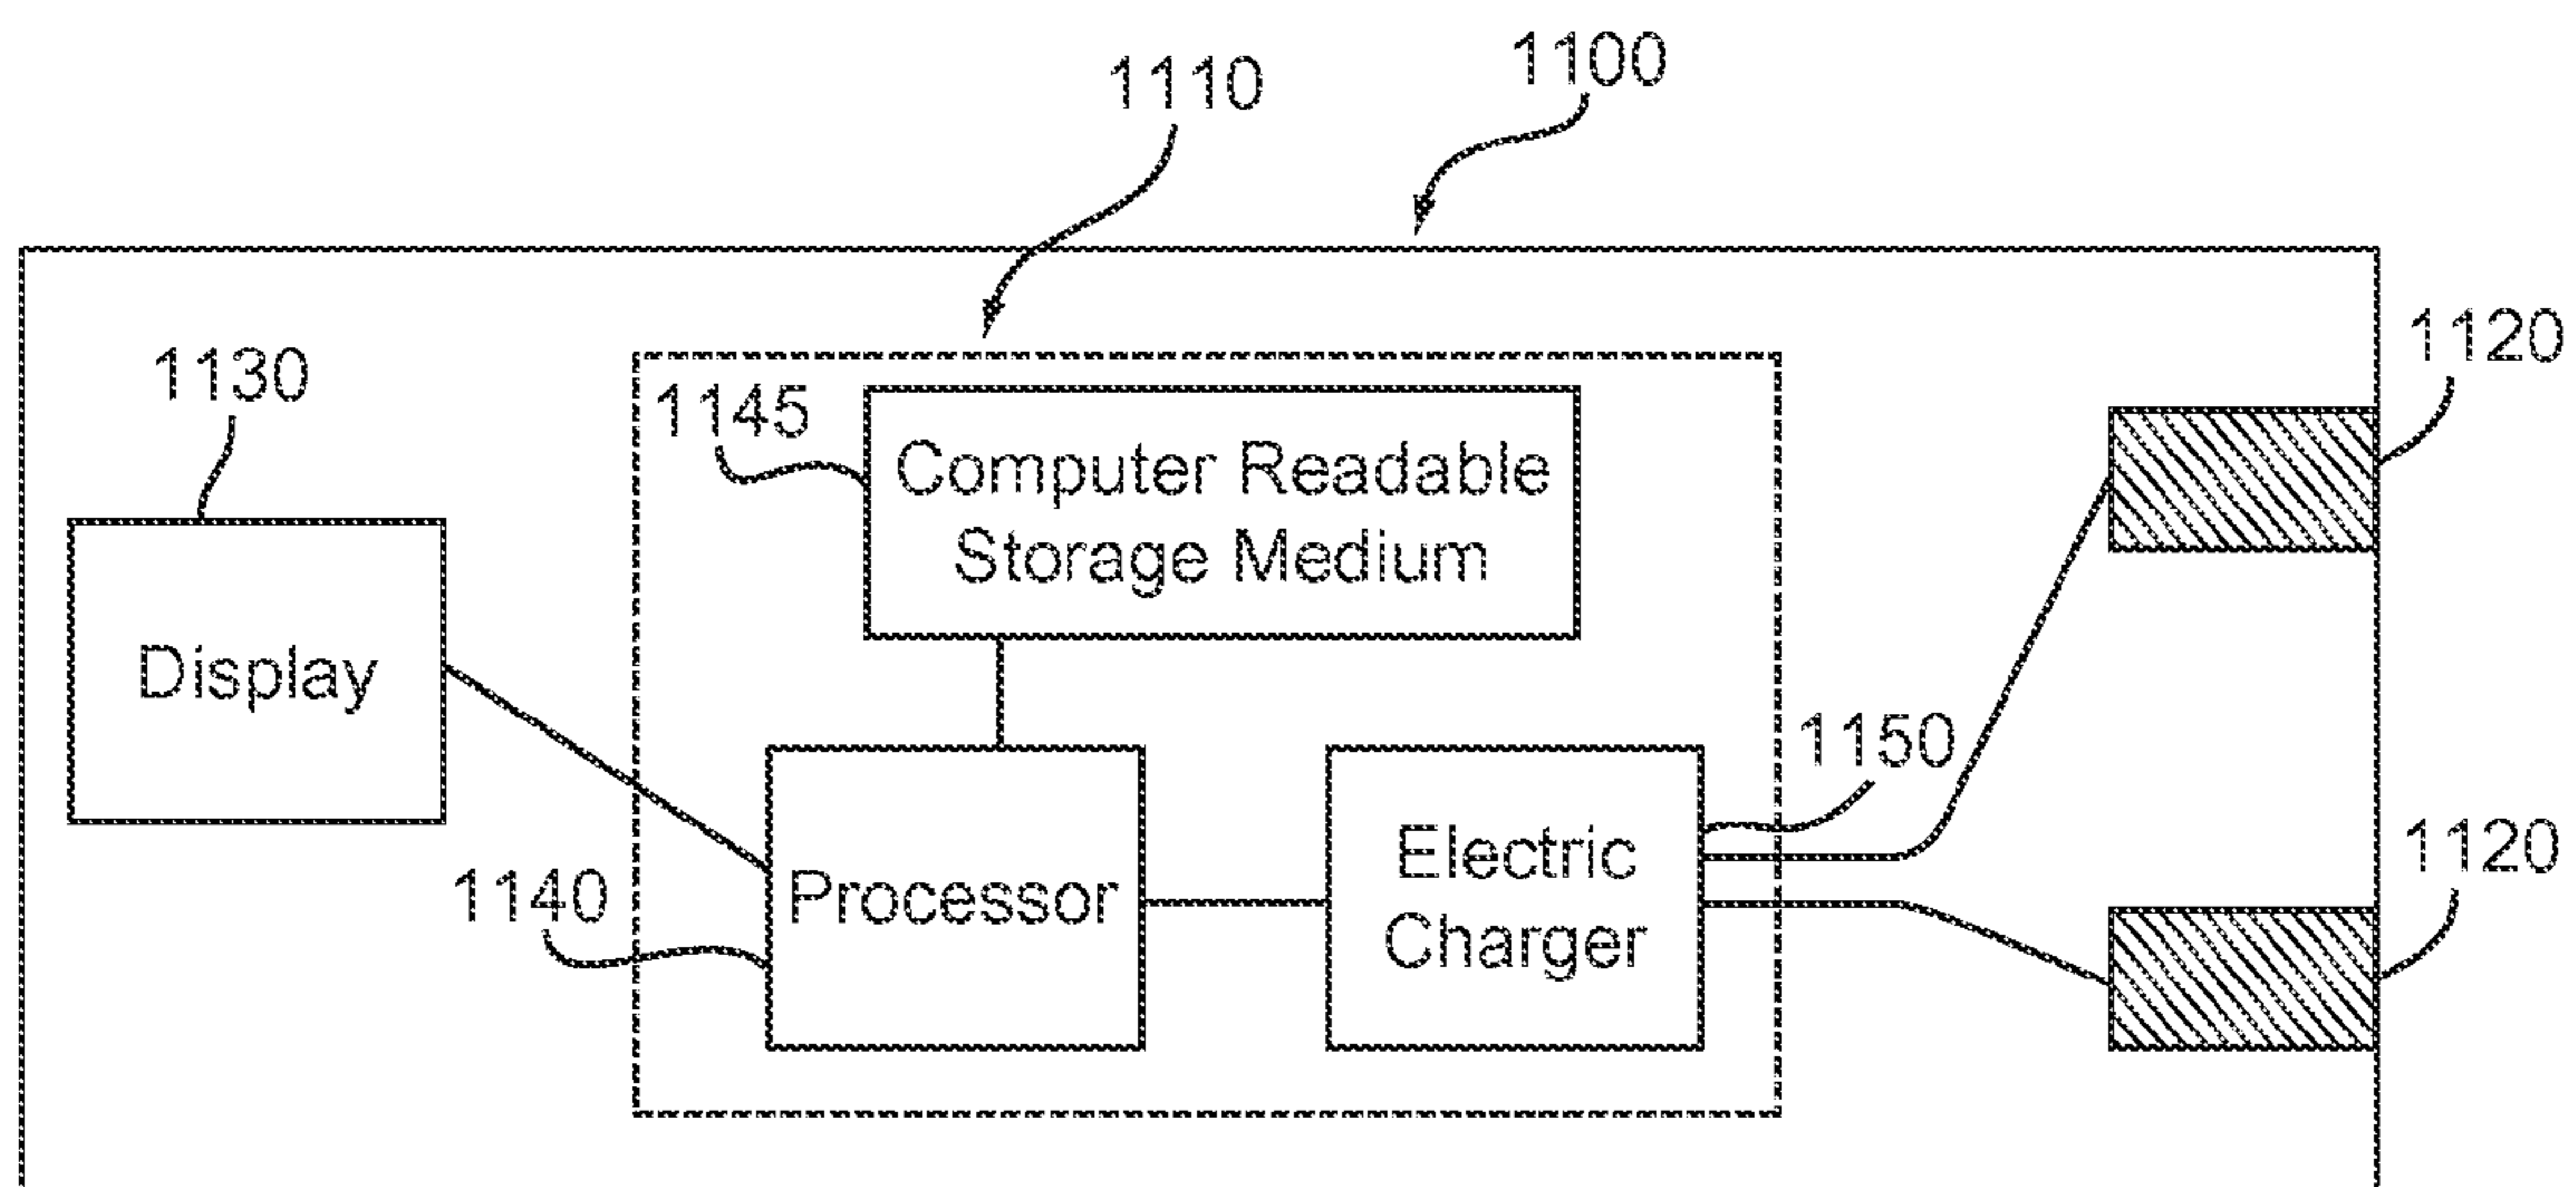 1100
1110
1120
1130
1145
Computer Readable
Storage Medium
Display
1150
1120
1140
Processor
Electric
Charger